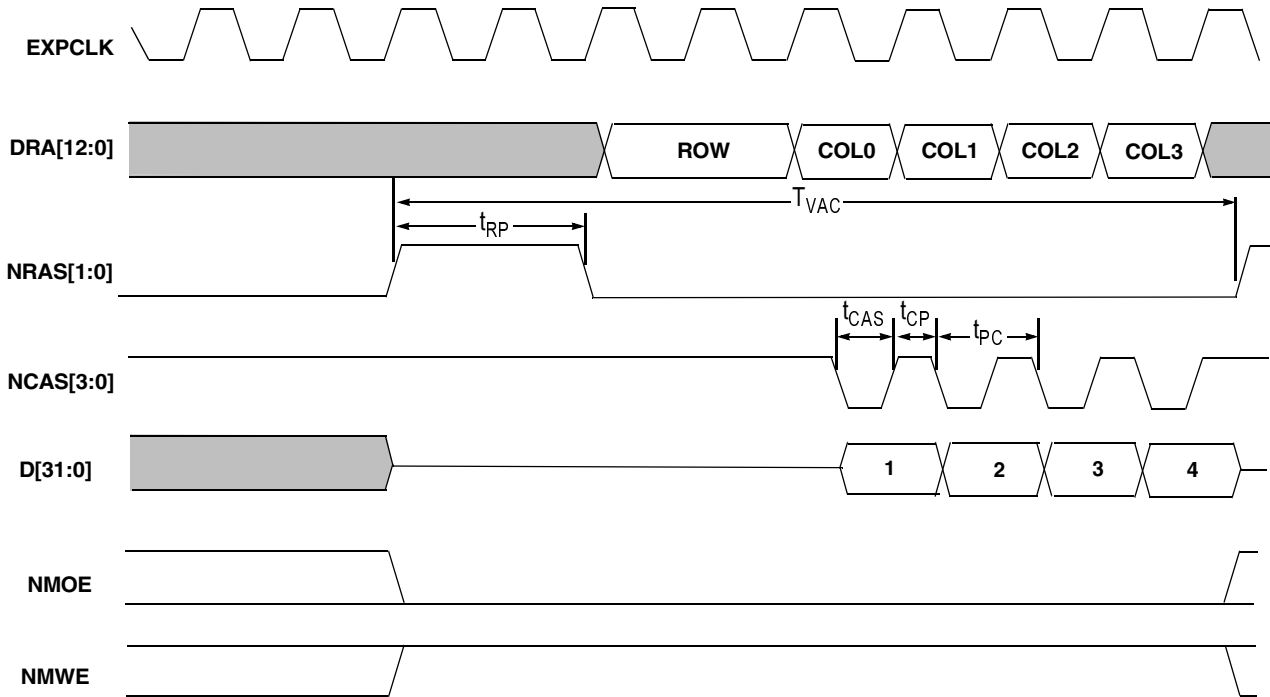 EXPCLK
DRA[12:0]
ROW COL0 COL1 COL2 COL3
TVAC
tRP
NRAS[1:0]
tCAS tCP tPC
NCAS[3:0]
D[31:0]
1 2 3 4
NMOE
NMWE